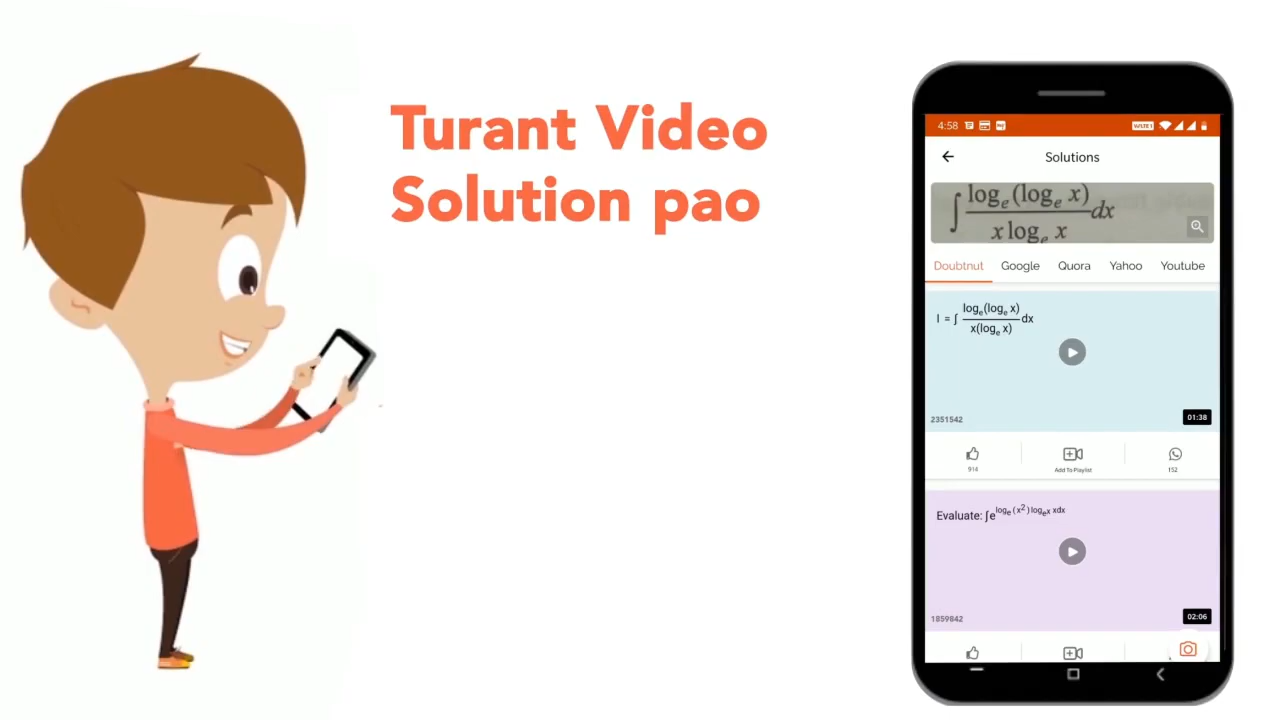 Turant Video
Solution pao
4:58
VoLTE1
Solutions
∫ logₑ(logₑ x) / x logₑ x dx
Doubtnut Google Quora Yahoo Youtube
I = ∫ logₑ(logₑ x) / x(logₑ x) dx
2351542 01:38
914 Add To Playlist 152
Evaluate: ∫e^logₑ(x²)logₑx xdx
1859842 02:06